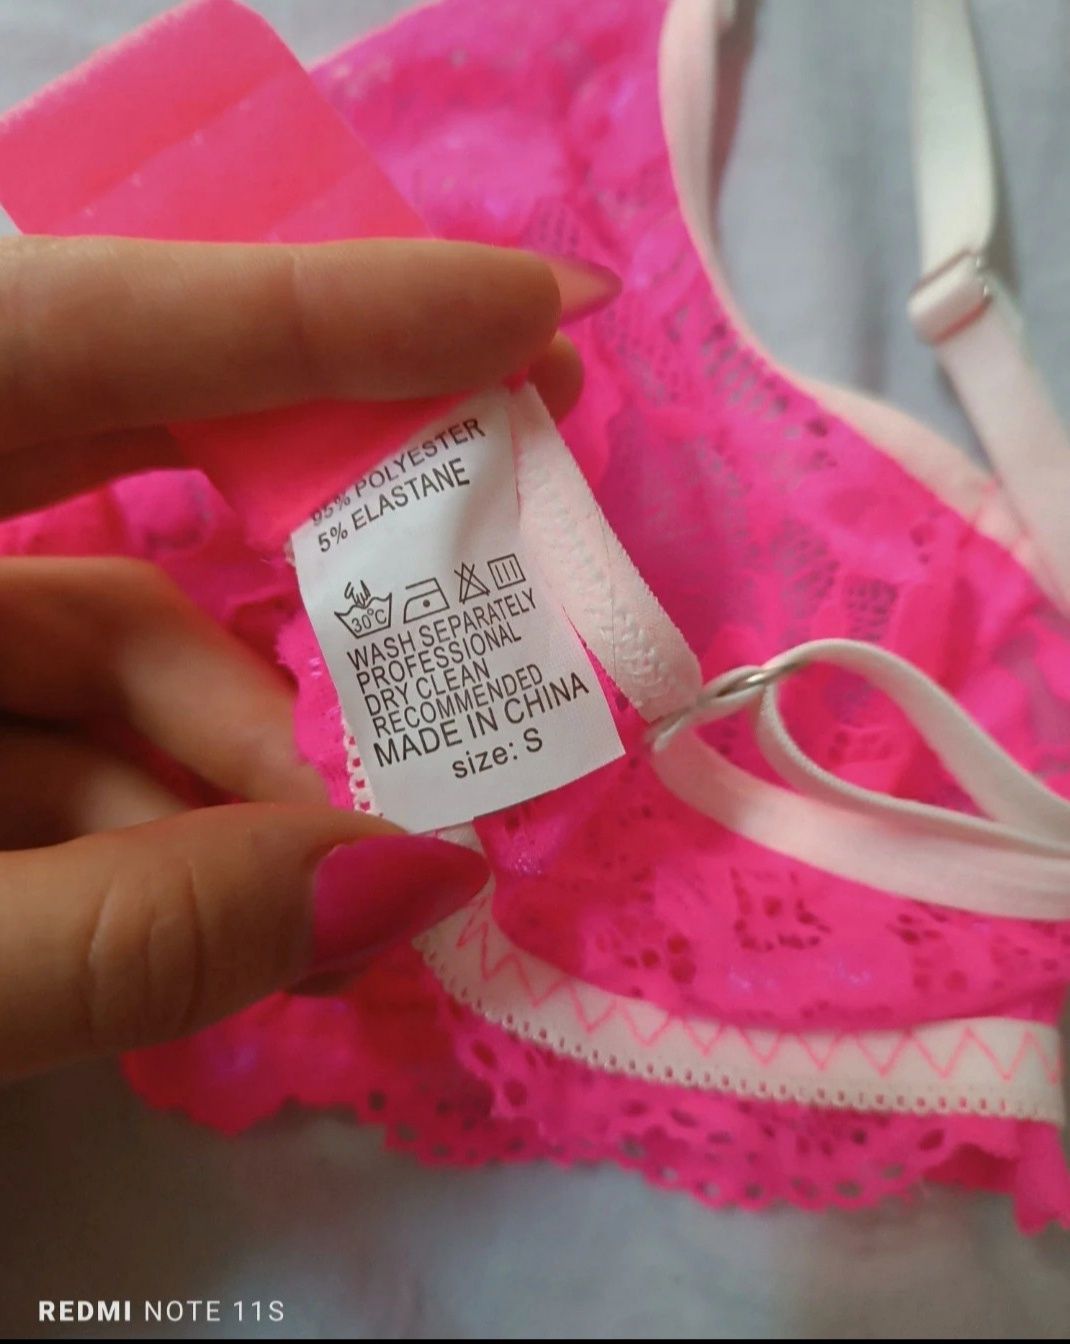 95% POLYESTER
5% ELASTANE
30°C
WASH SEPARATELY
PROFESSIONAL
DRY CLEAN
RECOMMENDED
MADE IN CHINA
size: S
REDMI NOTE 11S